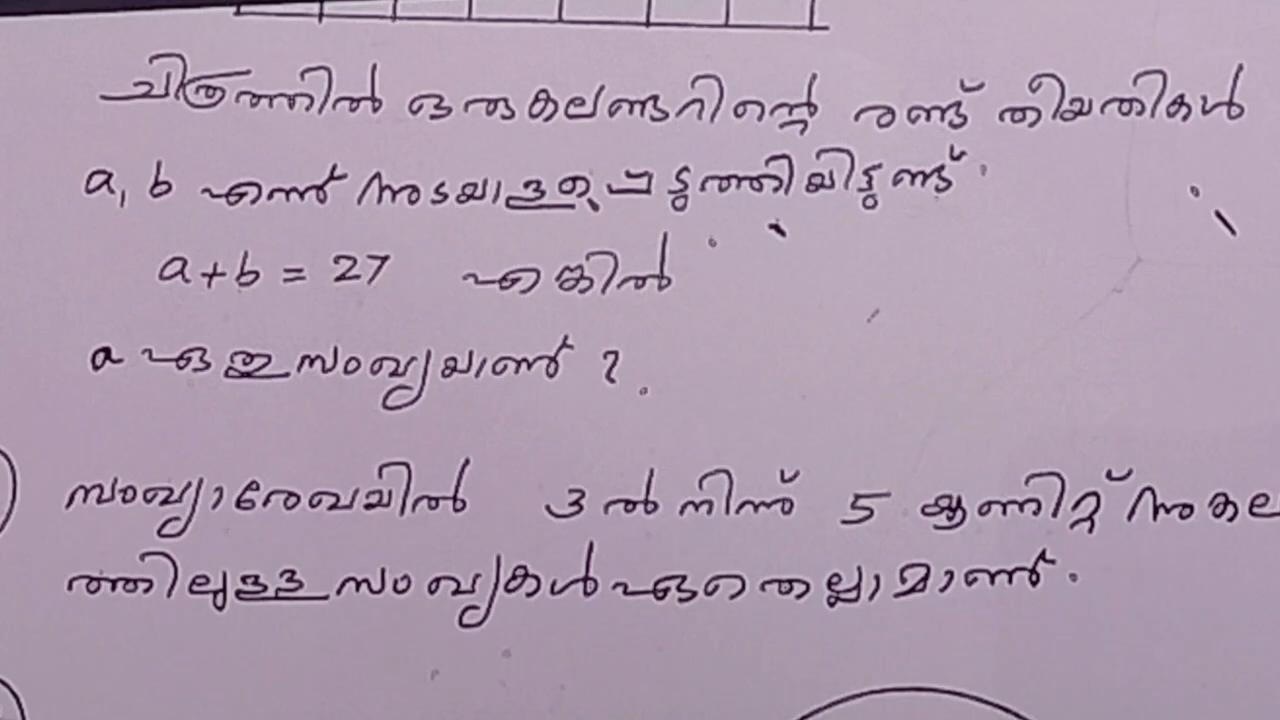 ചിത്രത്തിൽ ഒരു കലണ്ടറിന്റെ രണ്ട് തീയതികൾ
a, b എന്ന് അടയാളപ്പെടുത്തിയിട്ടുണ്ട്.
a + b = 27 എങ്കിൽ
a ഏതു സംഖ്യയാണ് ?
സംഖ്യാരേഖയിൽ 3 ൽ നിന്ന് 5 യൂണിറ്റ് അകല
ത്തിലുള്ള സംഖ്യകൾ ഏതെല്ലാമാണ്.